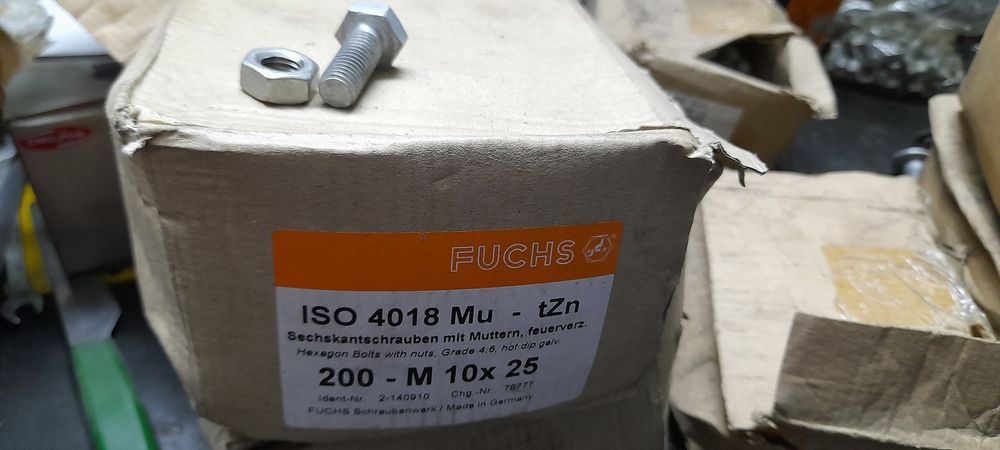 FUCHS
ISO 4018 Mu - tZn
Sechskantschrauben mit Muttern, feuerverz.
Hexagon Bolts with nuts, Grade 4.6, hot dip galv.
200 - M 10x 25
Ident-Nr. 2-140910 Chg.-Nr. 76777
FUCHS Schraubenwerk / Made in Germany